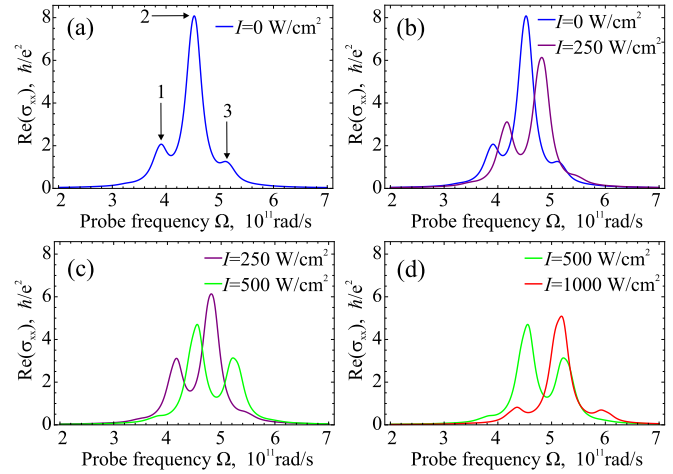 (a)
I=0 W/cm²
2
1
3
Re(σxx), ℏ/e²
8
6
4
2
0
2 3 4 5 6 7
Probe frequency Ω, 10¹¹rad/s
(b)
I=0 W/cm²
I=250 W/cm²
Re(σxx), ℏ/e²
8
6
4
2
0
2 3 4 5 6 7
Probe frequency Ω, 10¹¹rad/s
(c)
I=250 W/cm²
I=500 W/cm²
Re(σxx), ℏ/e²
8
6
4
2
0
2 3 4 5 6 7
Probe frequency Ω, 10¹¹rad/s
(d)
I=500 W/cm²
I=1000 W/cm²
Re(σxx), ℏ/e²
8
6
4
2
0
2 3 4 5 6 7
Probe frequency Ω, 10¹¹rad/s